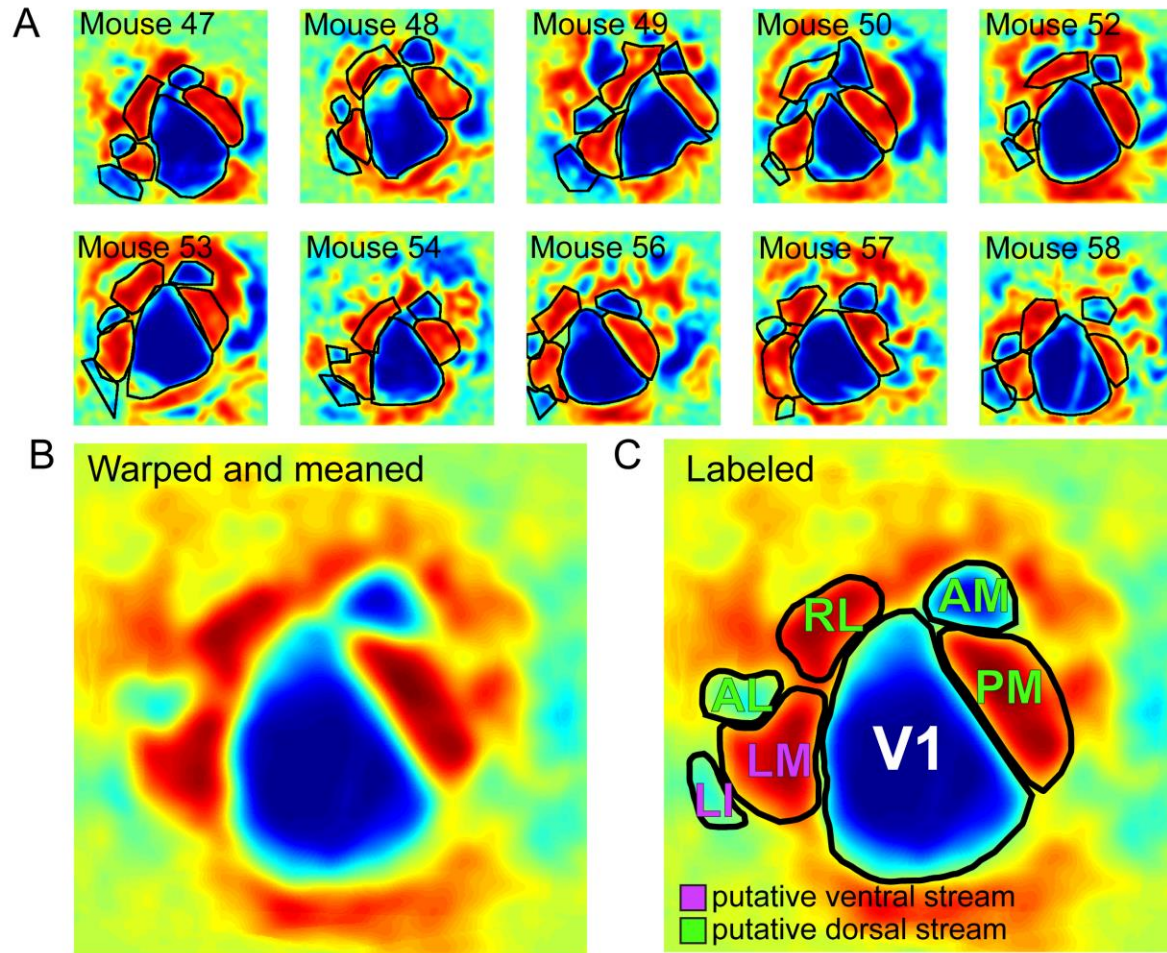 A
Mouse 47
Mouse 48
Mouse 49
Mouse 50
Mouse 52
Mouse 53
Mouse 54
Mouse 56
Mouse 57
Mouse 58
B
Warped and meaned
C
Labeled
RL
AM
AL
PM
LM
V1
LI
putative ventral stream
putative dorsal stream